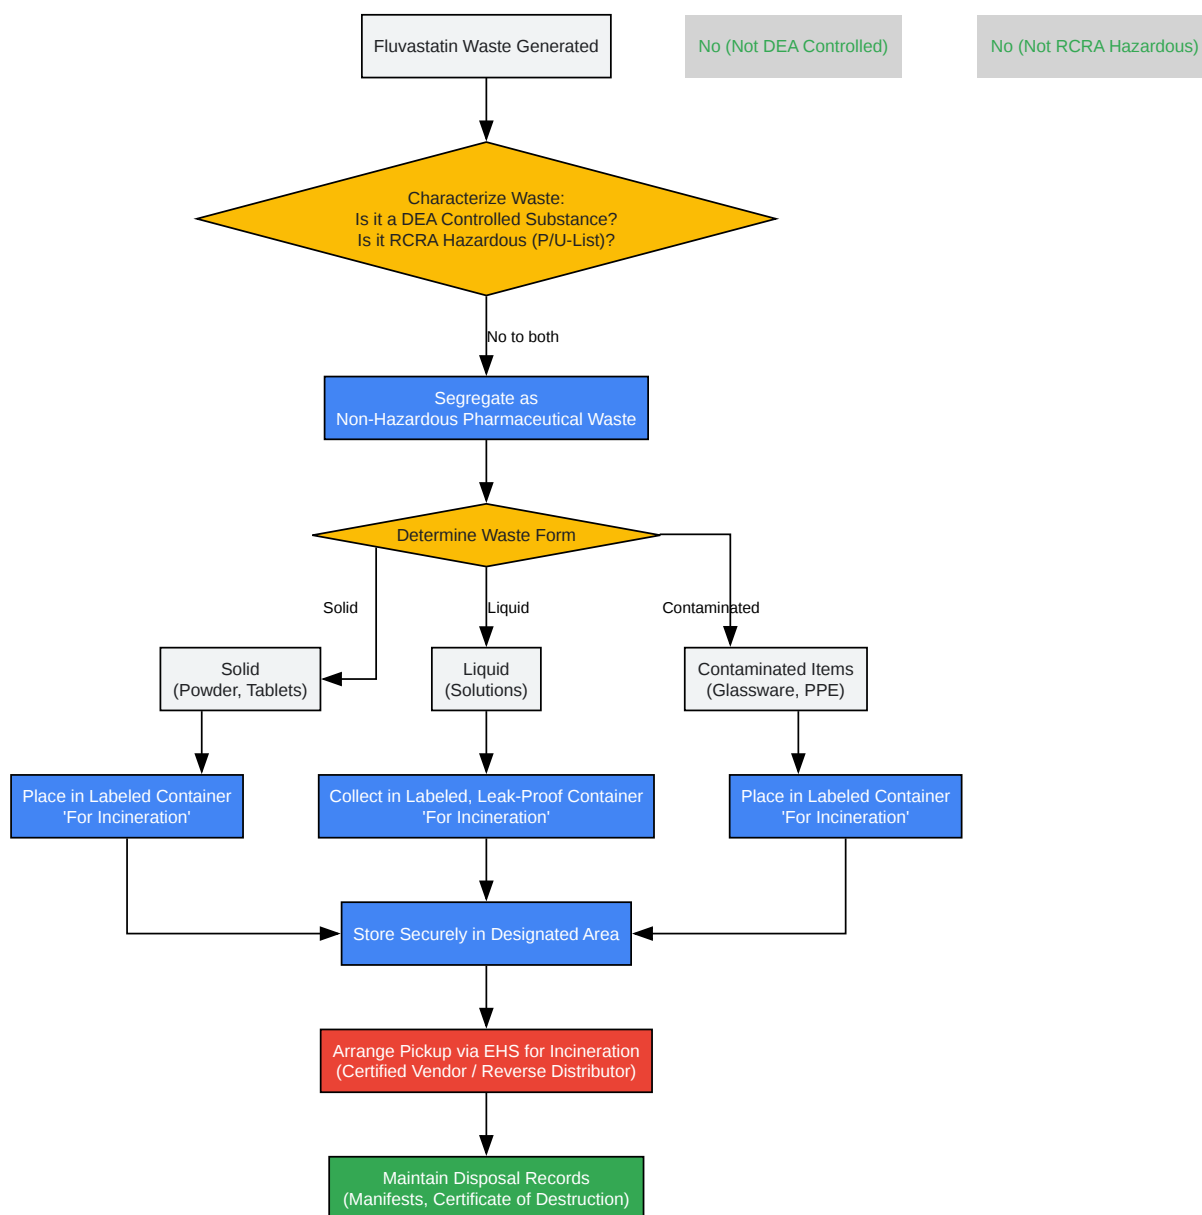 Fluvastatin Waste Generated
No (Not DEA Controlled)
No (Not RCRA Hazardous)
Characterize Waste:
Is it a DEA Controlled Substance?
Is it RCRA Hazardous (P/U-List)?
No to both
Segregate as
Non-Hazardous Pharmaceutical Waste
Determine Waste Form
Solid
Liquid
Contaminated
Solid
(Powder, Tablets)
Liquid
(Solutions)
Contaminated Items
(Glassware, PPE)
Place in Labeled Container
'For Incineration'
Collect in Labeled, Leak-Proof Container
'For Incineration'
Place in Labeled Container
'For Incineration'
Store Securely in Designated Area
Arrange Pickup via EHS for Incineration
(Certified Vendor / Reverse Distributor)
Maintain Disposal Records
(Manifests, Certificate of Destruction)